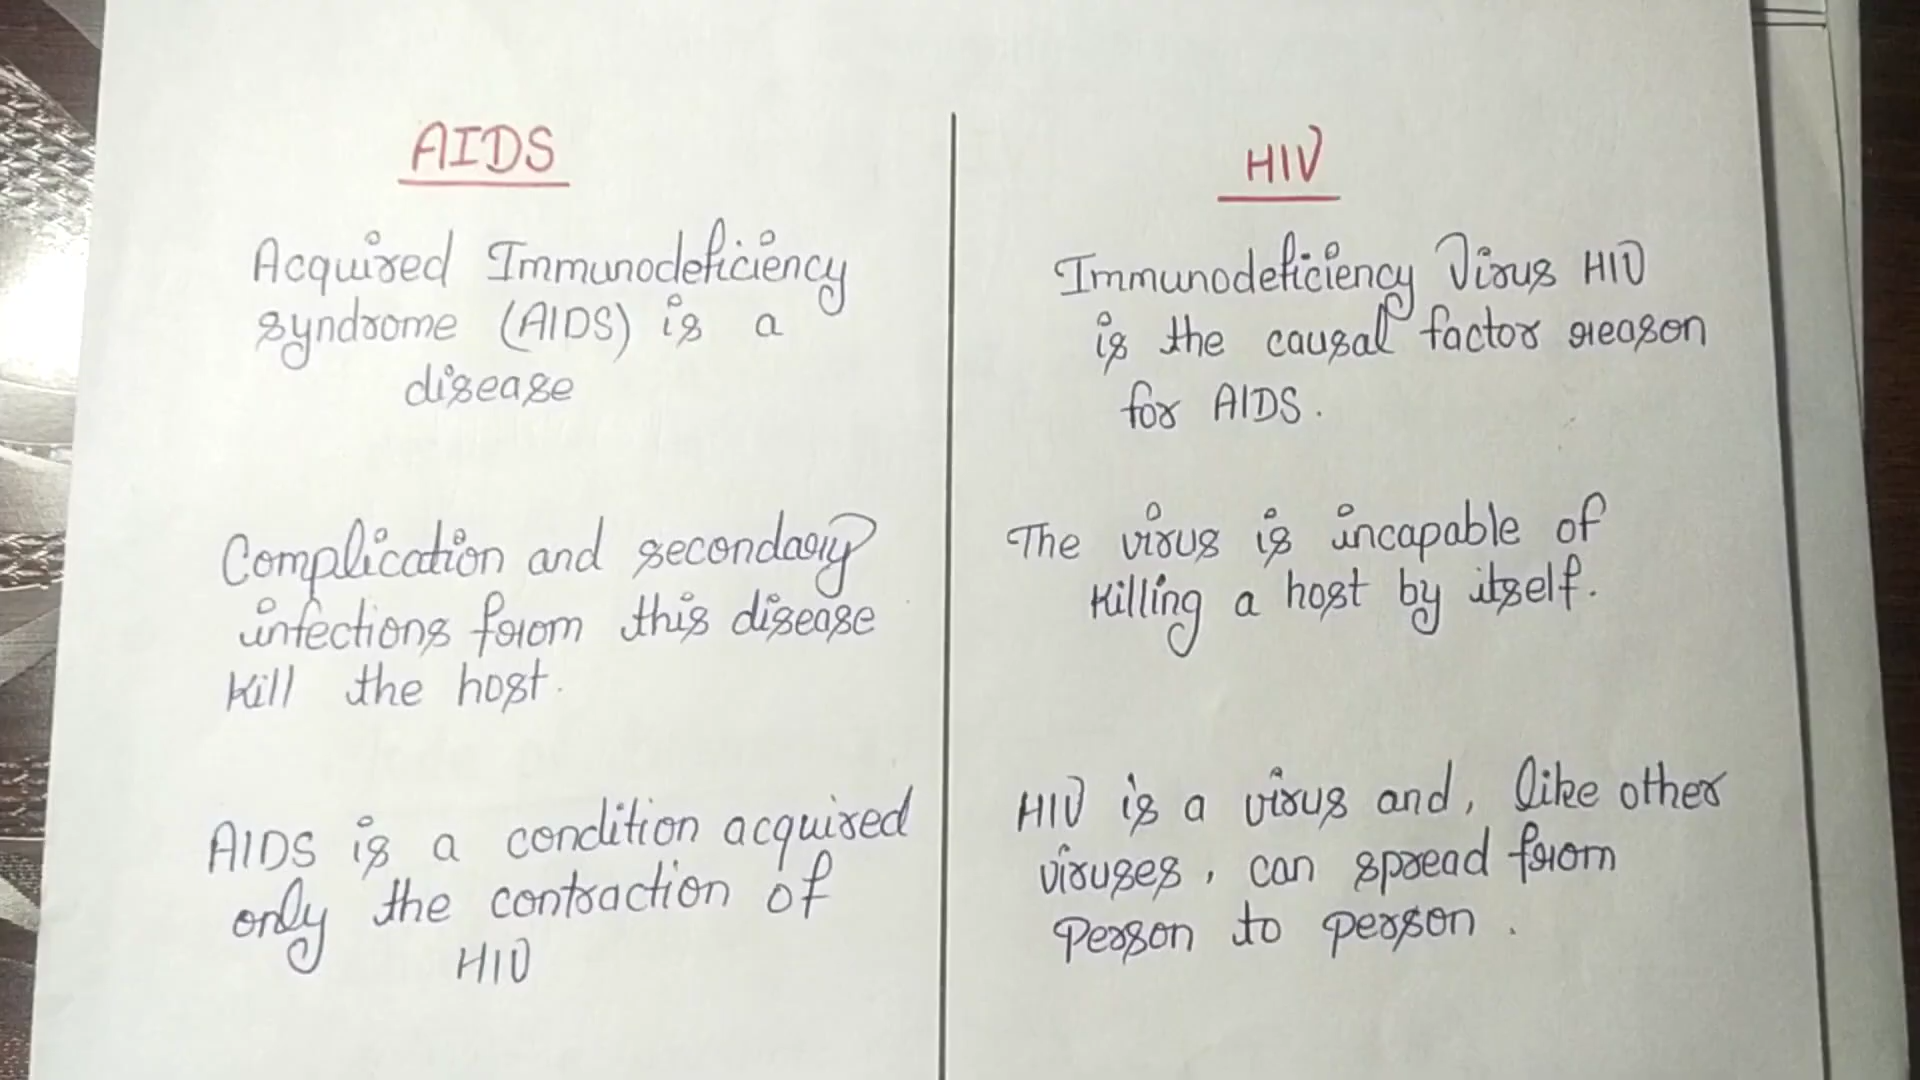 AIDS
Acquired Immunodeficiency
syndrome (AIDS) is a
disease
Complication and secondary
infections from this disease
kill the host.
AIDS is a condition acquired
only the contraction of
HIV
HIV
Immunodeficiency Virus HIV
is the causal factor reason
for AIDS.
The virus is incapable of
killing a host by itself.
HIV is a virus and, like other
viruses, can spread from
Person to person.